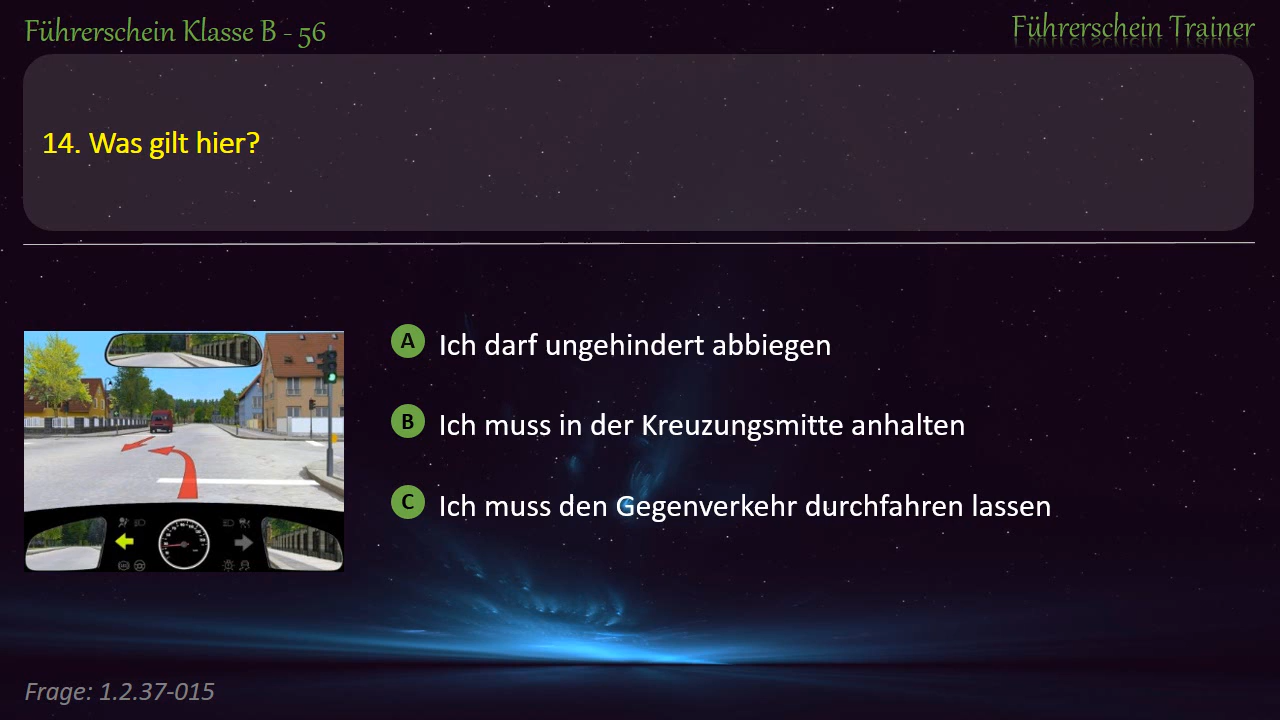 Führerschein Klasse B - 56
Führerschein Trainer
14. Was gilt hier?
A Ich darf ungehindert abbiegen
B Ich muss in der Kreuzungsmitte anhalten
C Ich muss den Gegenverkehr durchfahren lassen
Frage: 1.2.37-015